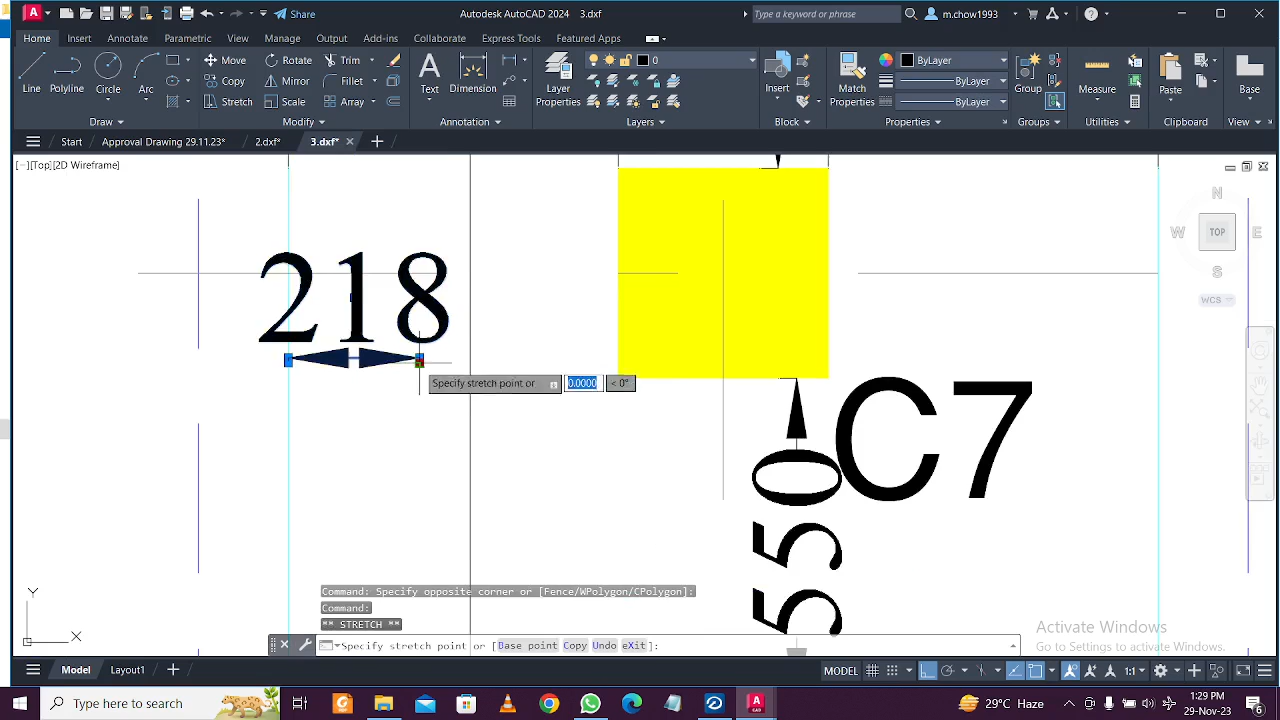 Share
Autodesk AutoCAD 2024   3.dxf
Type a keyword or phrase
m.chow1993
Home Insert Annotate Parametric View Manage Output Add-ins Collaborate Express Tools Featured Apps
Line Polyline Circle Arc
Move Rotate Trim
Copy Mirror Fillet
Stretch Scale Array
Text Dimension
Layer Properties
0
Insert
Match Properties
ByLayer
ByLayer
ByLayer
Group
Measure
Paste
Base
Draw Modify Annotation Layers Block Properties Groups Utilities Clipboard View
Start Approval Drawing 29.11.23* 2.dxf* 3.dxf*
[−][Top][2D Wireframe]
N
W TOP E
S
WCS
218
Specify stretch point or 0.0000 < 0°
C7
550
Command: Specify opposite corner or [Fence/WPolygon/CPolygon]:
Command:
** STRETCH **
Specify stretch point or [Base point Copy Undo eXit]:
Y
X
Activate Windows
Go to Settings to activate Windows.
Model Layout1
MODEL
1:1
Type here to search
29°C Haze
1:29 PM
29-Nov-23
6